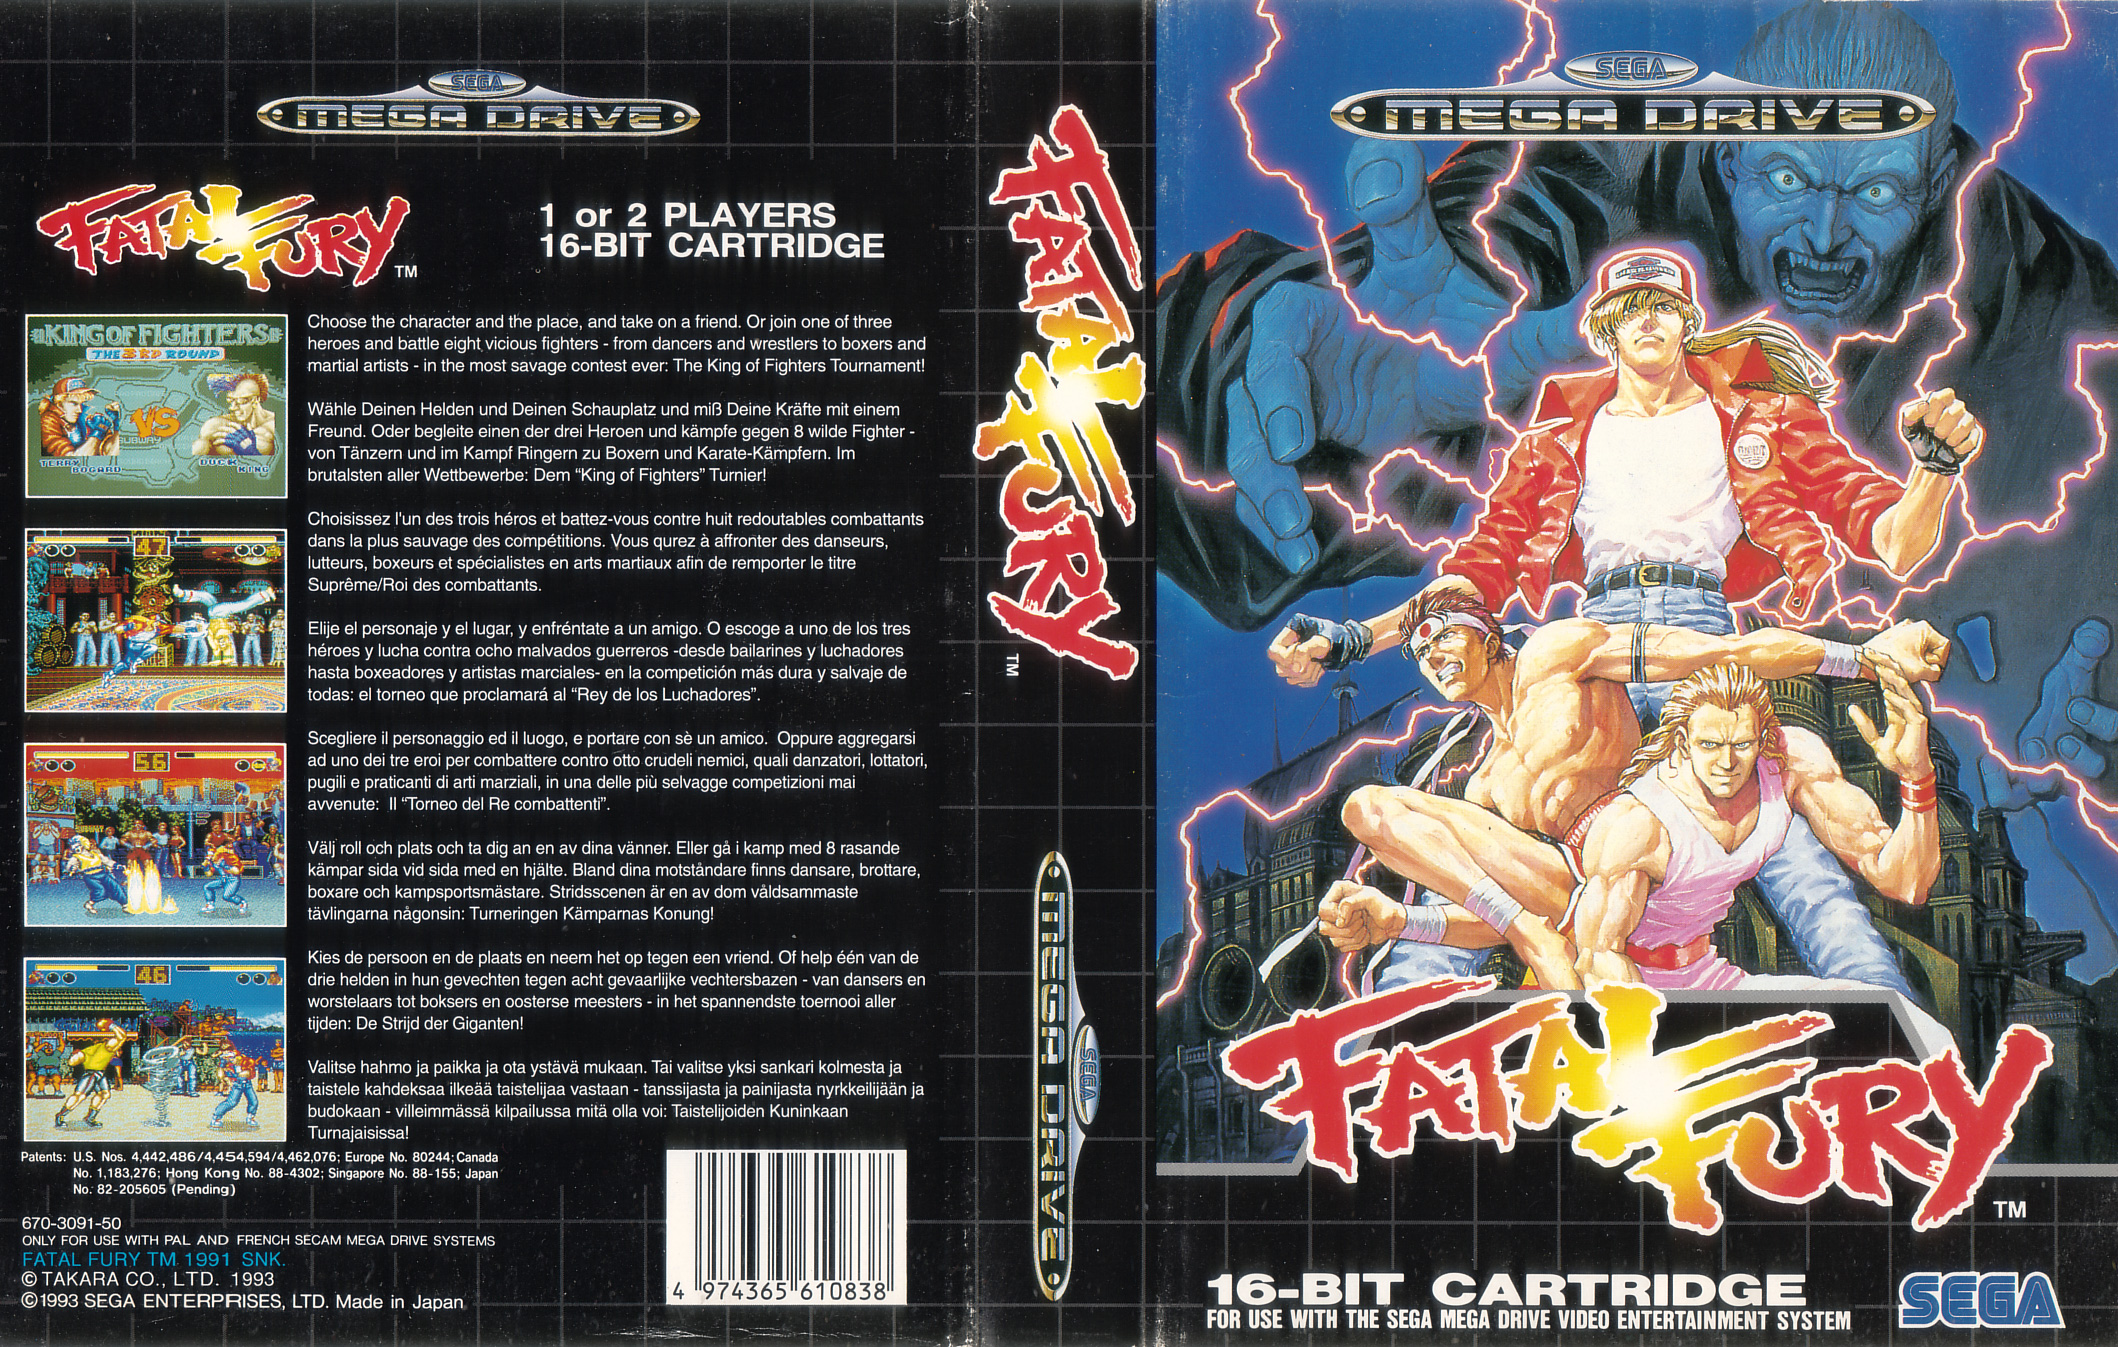 SEGA
MEGA DRIVE
FATAL FURY TM
1 or 2 PLAYERS
16-BIT CARTRIDGE
KING OF FIGHTERS
THE 3RD ROUND
VS
SUBWAY
TERRY BOGARD
DUCK KING
47
56
SUBWAY
46
Choose the character and the place, and take on a friend. Or join one of three
heroes and battle eight vicious fighters - from dancers and wrestlers to boxers and
martial artists - in the most savage contest ever: The King of Fighters Tournament!
Wähle Deinen Helden und Deinen Schauplatz und miß Deine Kräfte mit einem
Freund. Oder begleite einen der drei Heroen und kämpfe gegen 8 wilde Fighter -
von Tänzern und im Kampf Ringern zu Boxern und Karate-Kämpfern. Im
brutalsten aller Wettbewerbe: Dem “King of Fighters” Turnier!
Choisissez l'un des trois héros et battez-vous contre huit redoutables combattants
dans la plus sauvage des compétitions. Vous qurez à affronter des danseurs,
lutteurs, boxeurs et spécialistes en arts martiaux afin de remporter le titre
Suprême/Roi des combattants.
Elije el personaje y el lugar, y enfréntate a un amigo. O escoge a uno de los tres
héroes y lucha contra ocho malvados guerreros -desde bailarines y luchadores
hasta boxeadores y artistas marciales- en la competición más dura y salvaje de
todas: el torneo que proclamará al “Rey de los Luchadores”.
Scegliere il personaggio ed il luogo, e portare con sè un amico. Oppure aggregarsi
ad uno dei tre eroi per combattere contro otto crudeli nemici, quali danzatori, lottatori,
pugili e praticanti di arti marziali, in una delle più selvagge competizioni mai
avvenute: Il “Torneo del Re combattenti”.
Välj roll och plats och ta dig an en av dina vänner. Eller gå i kamp med 8 rasande
kämpar sida vid sida med en hjälte. Bland dina motståndare finns dansare, brottare,
boxare och kampsportsmästare. Stridsscenen är en av dom våldsammaste
tävlingarna någonsin: Turneringen Kämparnas Konung!
Kies de persoon en de plaats en neem het op tegen een vriend. Of help één van de
drie helden in hun gevechten tegen acht gevaarlijke vechtersbazen - van dansers en
worstelaars tot boksers en oosterse meesters - in het spannendste toernooi aller
tijden: De Strijd der Giganten!
Valitse hahmo ja paikka ja ota ystävä mukaan. Tai valitse yksi sankari kolmesta ja
taistele kahdeksaa ilkeää taistelijaa vastaan - tanssijasta ja painijasta nyrkkeilijään ja
budokaan - villeimmässä kilpailussa mitä olla voi: Taistelijoiden Kuninkaan
Turnajaisissa!
Patents: U.S. Nos. 4,442,486/4,454,594/4,462,076; Europe No. 80244; Canada
No. 1,183,276; Hong Kong No. 88-4302; Singapore No. 88-155; Japan
No. 82-205605 (Pending)
670-3091-50
ONLY FOR USE WITH PAL AND FRENCH SECAM MEGA DRIVE SYSTEMS
FATAL FURY TM 1991 SNK.
© TAKARA CO., LTD. 1993
©1993 SEGA ENTERPRISES, LTD. Made in Japan
4 974365 610838
FATAL FURY TM
MEGA DRIVE
SEGA
SEGA
MEGA DRIVE
FATAL FURY TM
16-BIT CARTRIDGE
FOR USE WITH THE SEGA MEGA DRIVE VIDEO ENTERTAINMENT SYSTEM
SEGA